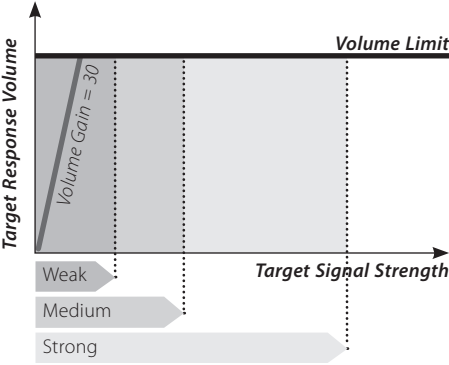 Volume Limit
Target Response Volume
Volume Gain = 30
Target Signal Strength
Weak
Medium
Strong